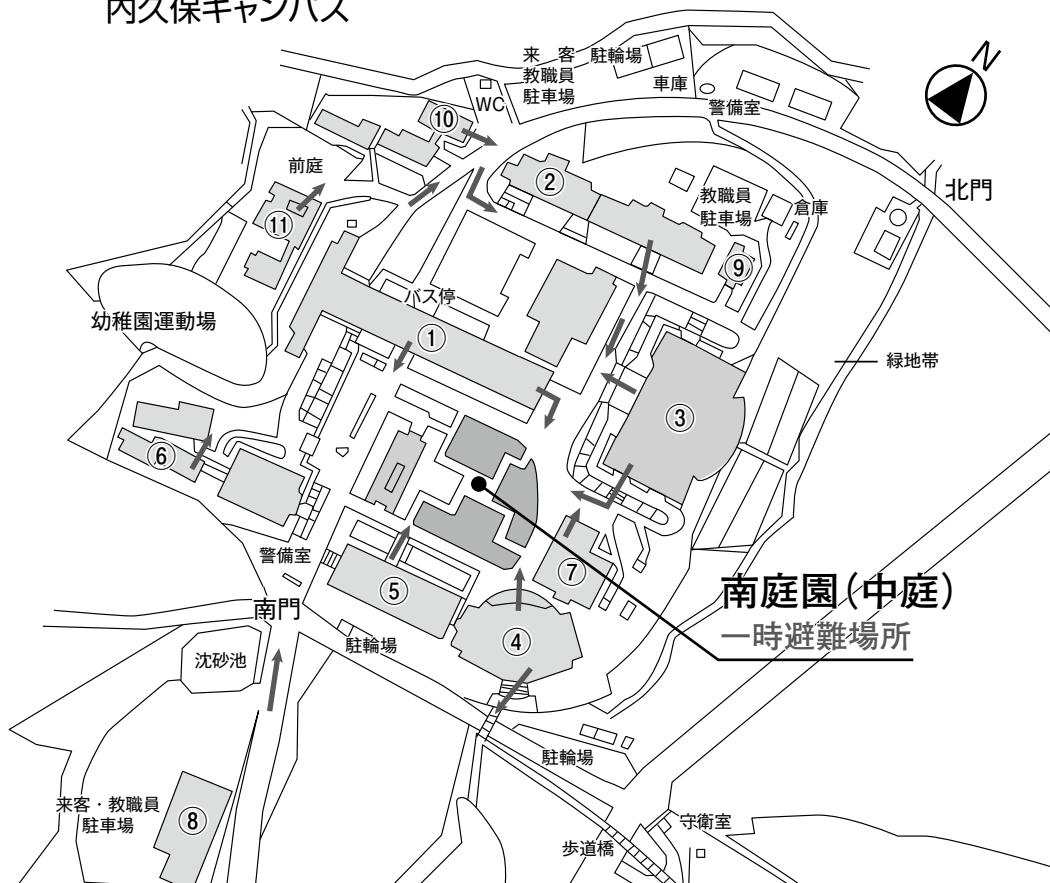 内久保キャンパス
N
来　客
教職員
駐車場
駐輪場
車庫
WC
警備室
北門
⑩
②
前庭
教職員
駐車場
倉庫
⑪
⑨
バス停
幼稚園運動場
①
緑地帯
③
⑥
警備室
⑦
⑤
南庭園（中庭）
一時避難場所
南門
④
駐輪場
沈砂池
駐輪場
来客・教職員
駐車場
⑧
守衛室
歩道橋